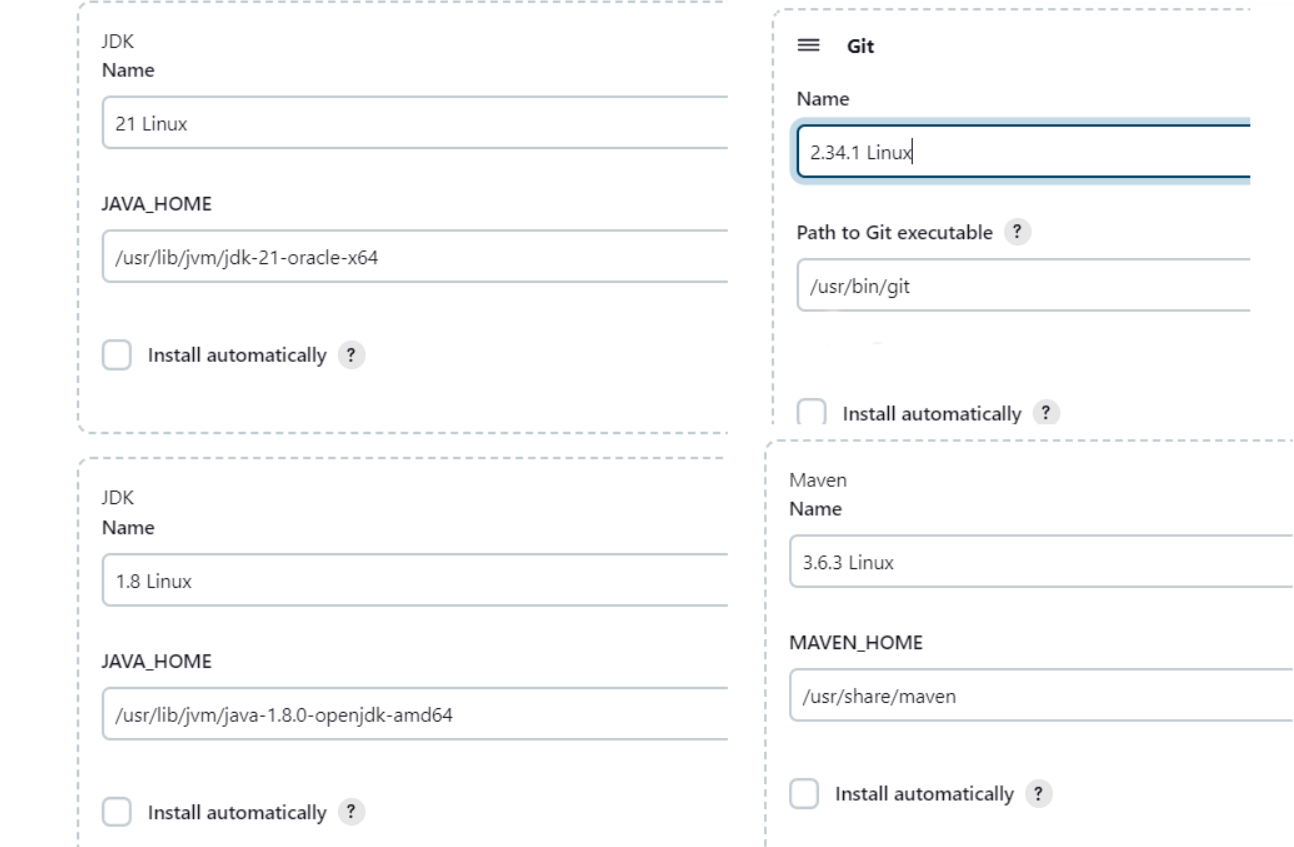 JDK
Name
21 Linux
JAVA_HOME
/usr/lib/jvm/jdk-21-oracle-x64
Install automatically ?
JDK
Name
1.8 Linux
JAVA_HOME
/usr/lib/jvm/java-1.8.0-openjdk-amd64
Install automatically ?
Git
Name
2.34.1 Linux
Path to Git executable ?
/usr/bin/git
Install automatically ?
Maven
Name
3.6.3 Linux
MAVEN_HOME
/usr/share/maven
Install automatically ?